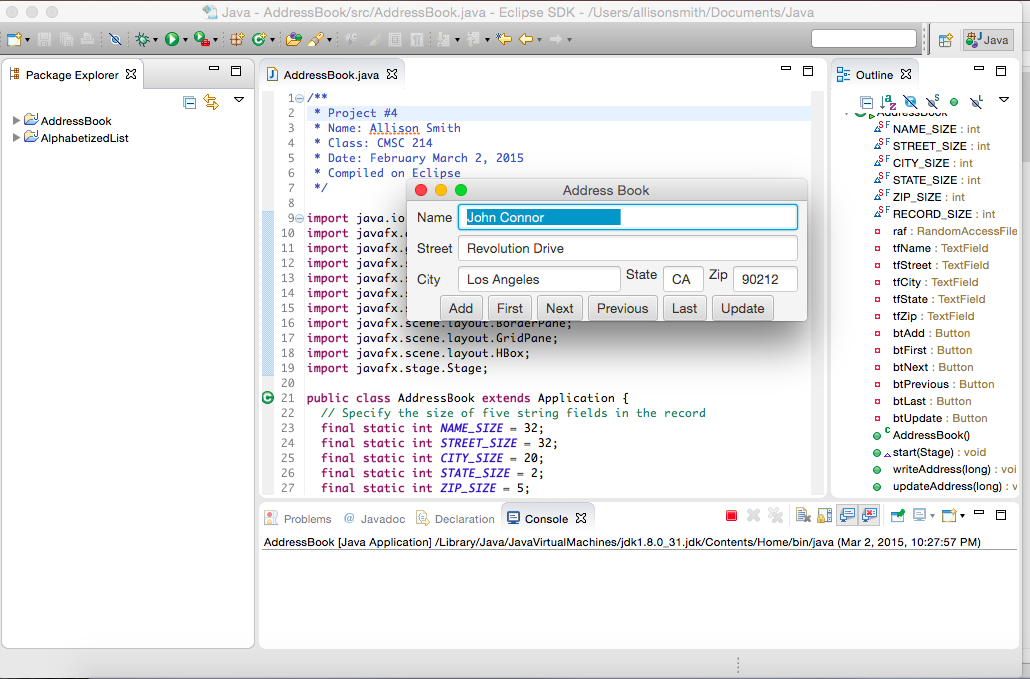 Java - AddressBook/src/AddressBook.java - Eclipse SDK - /Users/allisonsmith/Documents/Java
Java
Package Explorer
AddressBook
AlphabetizedList
AddressBook.java
1 /**
2 * Project #4
3 * Name: Allison Smith
4 * Class: CMSC 214
5 * Date: February March 2, 2015
6 * Compiled on Eclipse
7 */
8
9 import java.io
10 import javafx.
11 import javafx.
12 import javafx.s
13 import javafx.s
14 import javafx.s
15 import javafx.s
16 import javafx.scene.layout.BorderPane;
17 import javafx.scene.layout.GridPane;
18 import javafx.scene.layout.HBox;
19 import javafx.stage.Stage;
20
21 public class AddressBook extends Application {
22 // Specify the size of five string fields in the record
23 final static int NAME_SIZE = 32;
24 final static int STREET_SIZE = 32;
25 final static int CITY_SIZE = 20;
26 final static int STATE_SIZE = 2;
27 final static int ZIP_SIZE = 5;
Address Book
Name John Connor
Street Revolution Drive
City Los Angeles State CA Zip 90212
Add First Next Previous Last Update
Outline
AddressBook
NAME_SIZE : int
STREET_SIZE : int
CITY_SIZE : int
STATE_SIZE : int
ZIP_SIZE : int
RECORD_SIZE : int
raf : RandomAccessFile
tfName : TextField
tfStreet : TextField
tfCity : TextField
tfState : TextField
tfZip : TextField
btAdd : Button
btFirst : Button
btNext : Button
btPrevious : Button
btLast : Button
btUpdate : Button
AddressBook()
start(Stage) : void
writeAddress(long) : voi
updateAddress(long) : v
Problems Javadoc Declaration Console
AddressBook [Java Application] /Library/Java/JavaVirtualMachines/jdk1.8.0_31.jdk/Contents/Home/bin/java (Mar 2, 2015, 10:27:57 PM)